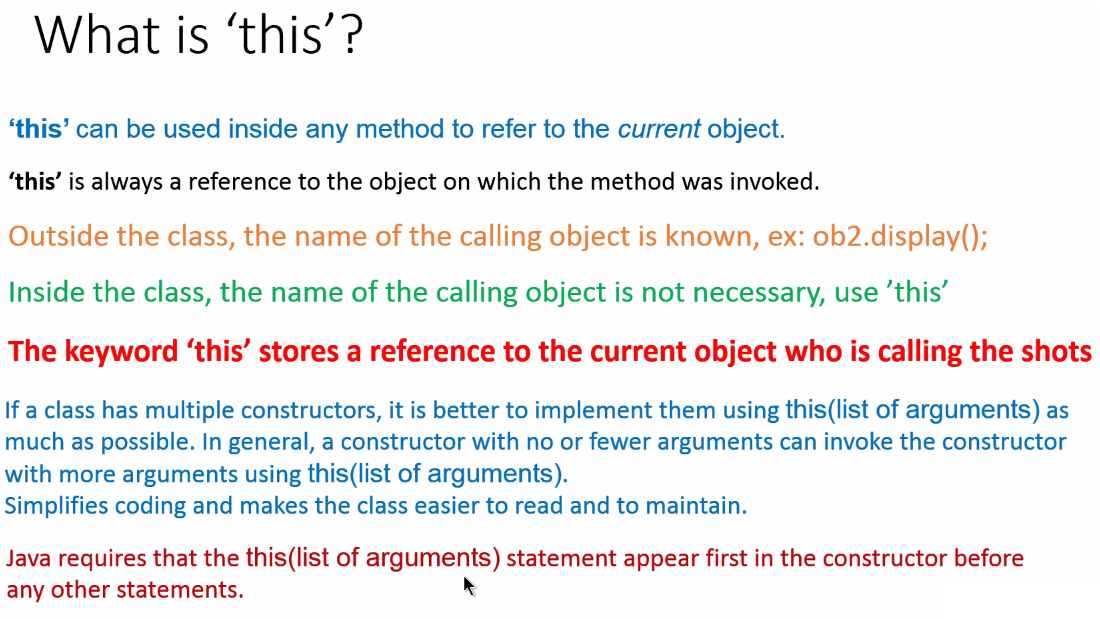 What is ‘this’?
‘this’ can be used inside any method to refer to the current object.
‘this’ is always a reference to the object on which the method was invoked.
Outside the class, the name of the calling object is known, ex: ob2.display();
Inside the class, the name of the calling object is not necessary, use ’this’
The keyword ‘this’ stores a reference to the current object who is calling the shots
If a class has multiple constructors, it is better to implement them using this(list of arguments) as
much as possible. In general, a constructor with no or fewer arguments can invoke the constructor
with more arguments using this(list of arguments).
Simplifies coding and makes the class easier to read and to maintain.
Java requires that the this(list of arguments) statement appear first in the constructor before
any other statements.